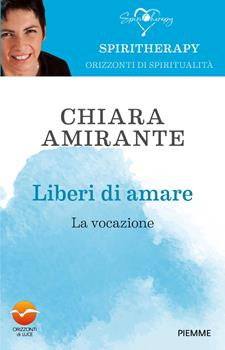 SpiriTherapy
SPIRITHERAPY
ORIZZONTI DI SPIRITUALITÀ
CHIARA
AMIRANTE
Liberi di amare
La vocazione
ORIZZONTI
di LUCE
PIEMME